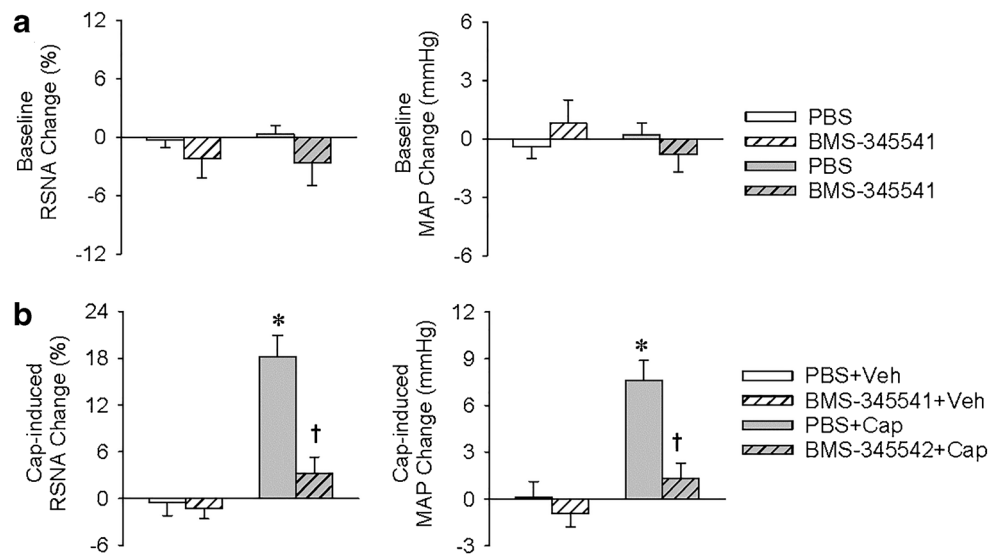 a
Baseline
RSNA Change (%)
12
6
0
-6
-12
Baseline
MAP Change (mmHg)
6
3
0
-3
-6
PBS
BMS-345541
PBS
BMS-345541
b
Cap-induced
RSNA Change (%)
24
18
12
6
0
-6
*
†
Cap-induced
MAP Change (mmHg)
12
9
6
3
0
-3
*
†
PBS+Veh
BMS-345541+Veh
PBS+Cap
BMS-345542+Cap